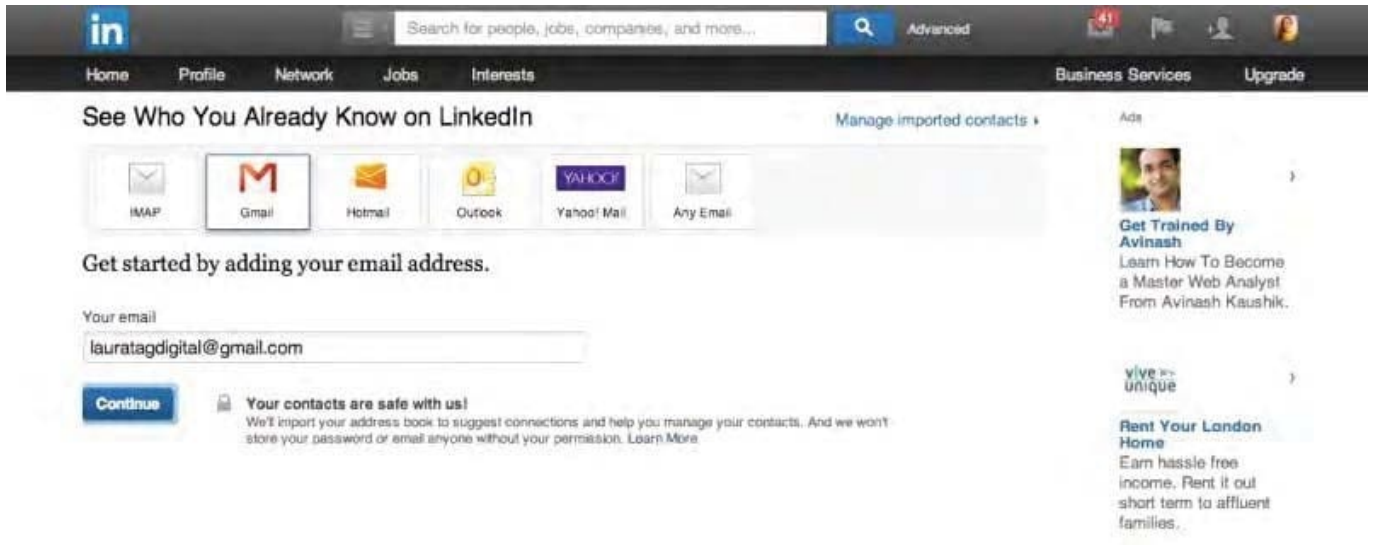 in
Search for people, jobs, companies, and more...
Advanced
41
Home Profile Network Jobs Interests
Business Services Upgrade
See Who You Already Know on LinkedIn
Manage imported contacts
IMAP
Gmail
Hotmail
Outlook
YAHOO!
Yahoo! Mail
Any Email
Get started by adding your email address.
Your email
lauratagdigital@gmail.com
Continue
Your contacts are safe with us!
We'll import your address book to suggest connections and help you manage your contacts. And we won't
store your password or email anyone without your permission. Learn More
Ads
Get Trained By
Avinash
Learn How To Become
a Master Web Analyst
From Avinash Kaushik.
vive
unique
Rent Your London
Home
Earn hassle free
income. Rent it out
short term to affluent
families.